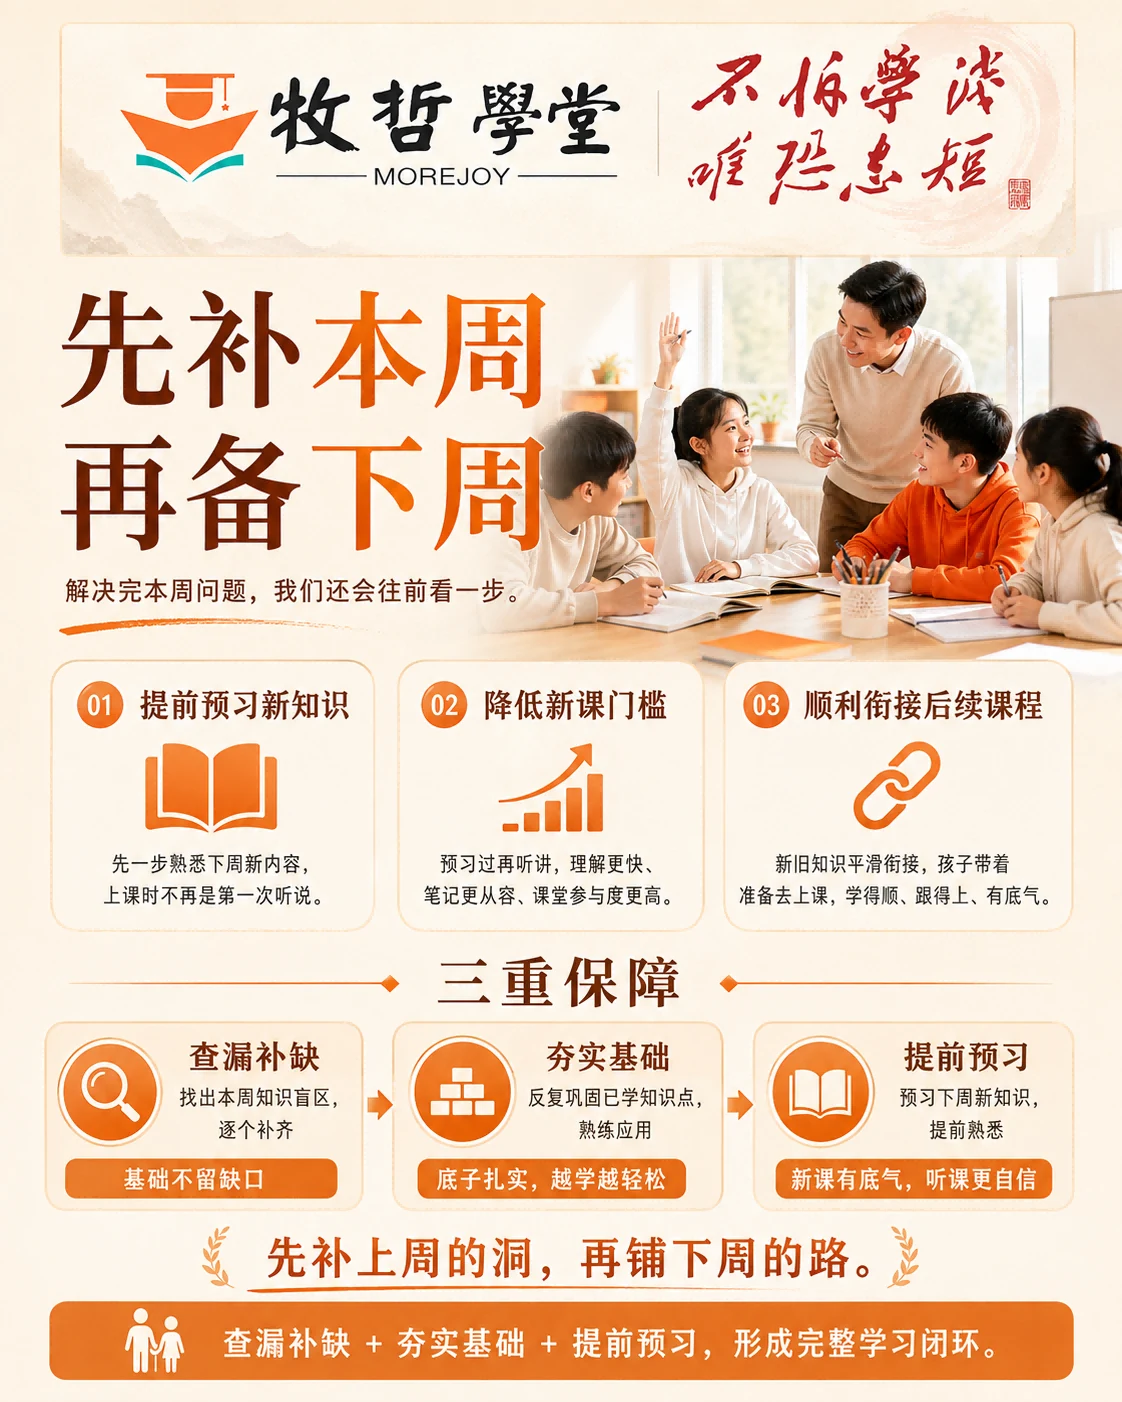 牧哲學堂
MOREJOY
不怕學淺
唯恐志短
先补本周
再备下周
解决完本周问题，我们还会往前看一步。
01 提前预习新知识
先一步熟悉下周新内容，
上课时不再是第一次听说。
02 降低新课门槛
预习过再听讲，理解更快、
笔记更从容、课堂参与度更高。
03 顺利衔接后续课程
新旧知识平滑衔接，孩子带着
准备去上课，学得顺、跟得上、有底气。
三重保障
查漏补缺
找出本周知识盲区，
逐个补齐
基础不留缺口
夯实基础
反复巩固已学知识点，
熟练应用
底子扎实，越学越轻松
提前预习
预习下周新知识，
提前熟悉
新课有底气，听课更自信
先补上周的洞，再铺下周的路。
查漏补缺 + 夯实基础 + 提前预习，形成完整学习闭环。